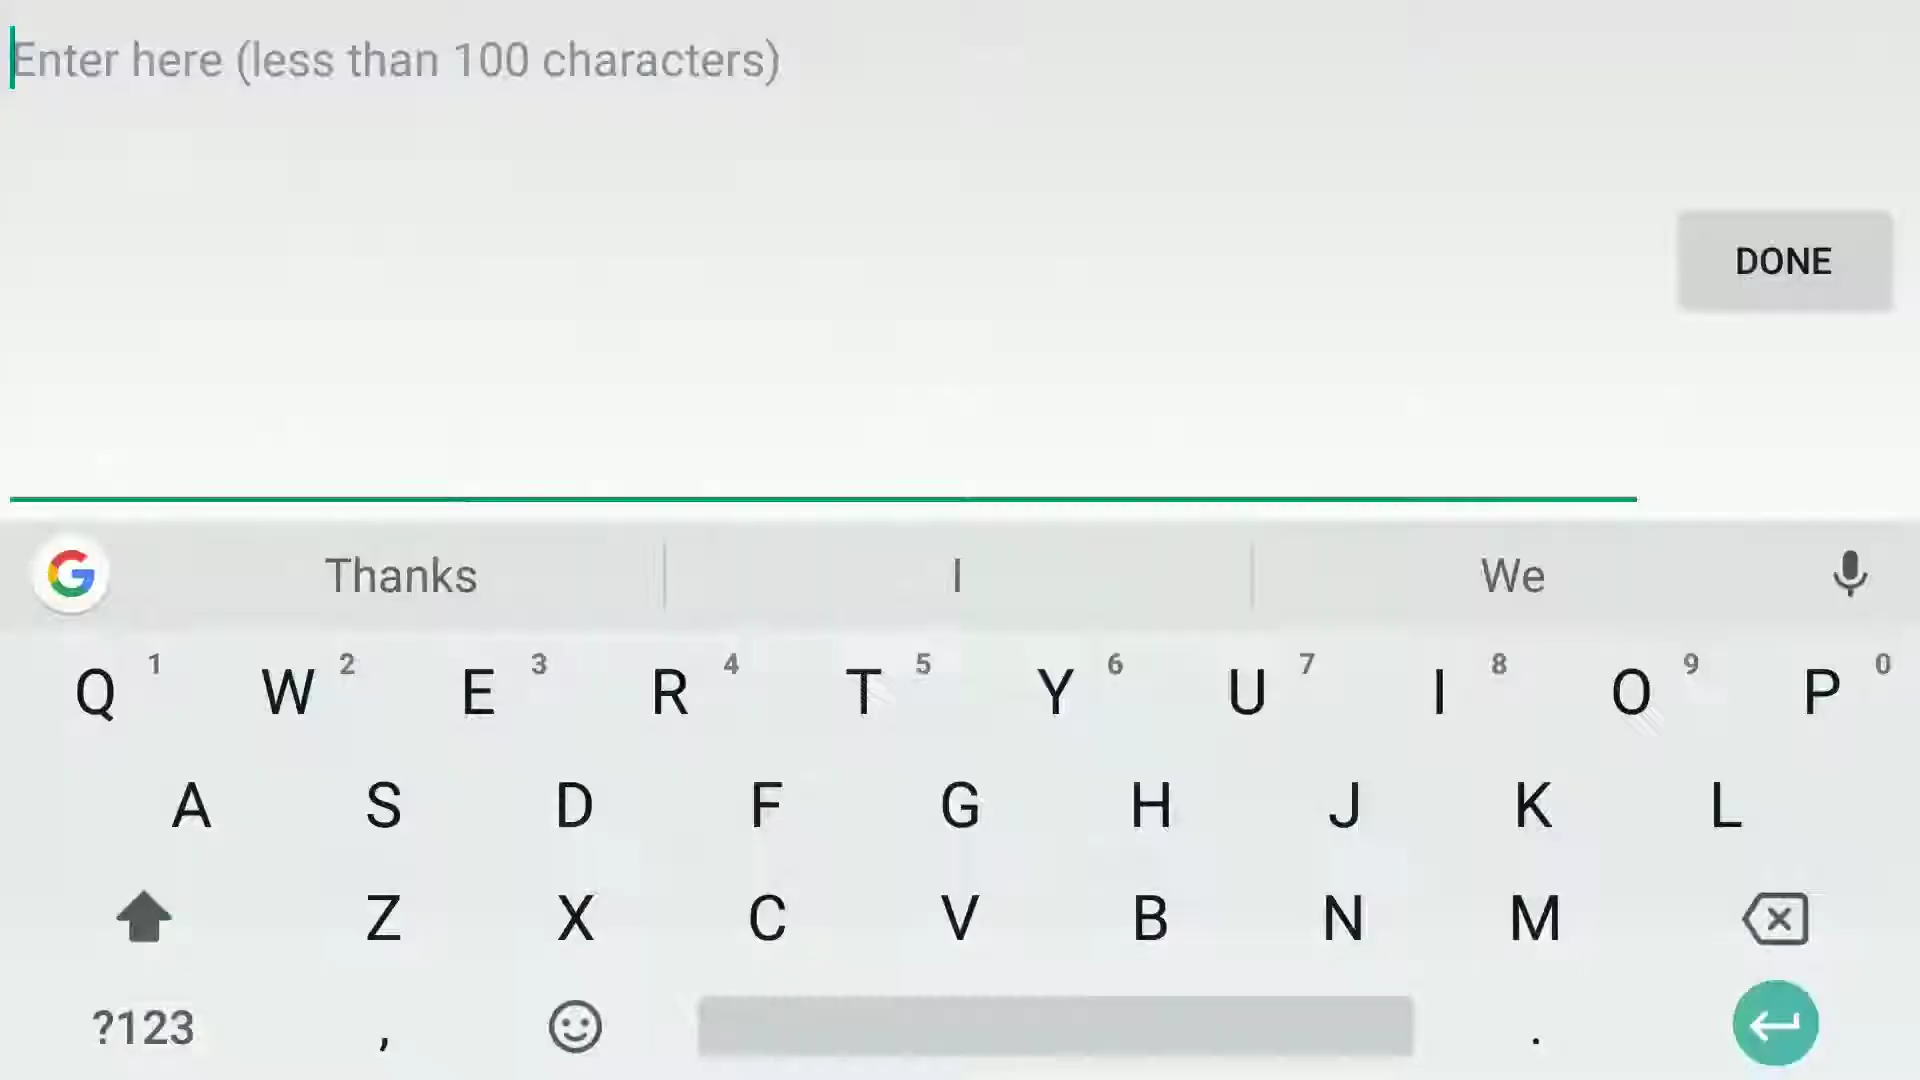 Enter here (less than 100 characters)
DONE
Thanks I We
Q 1 W 2 E 3 R 4 T 5 Y 6 U 7 I 8 O 9 P 0
A S D F G H J K L
Z X C V B N M
?123 , .